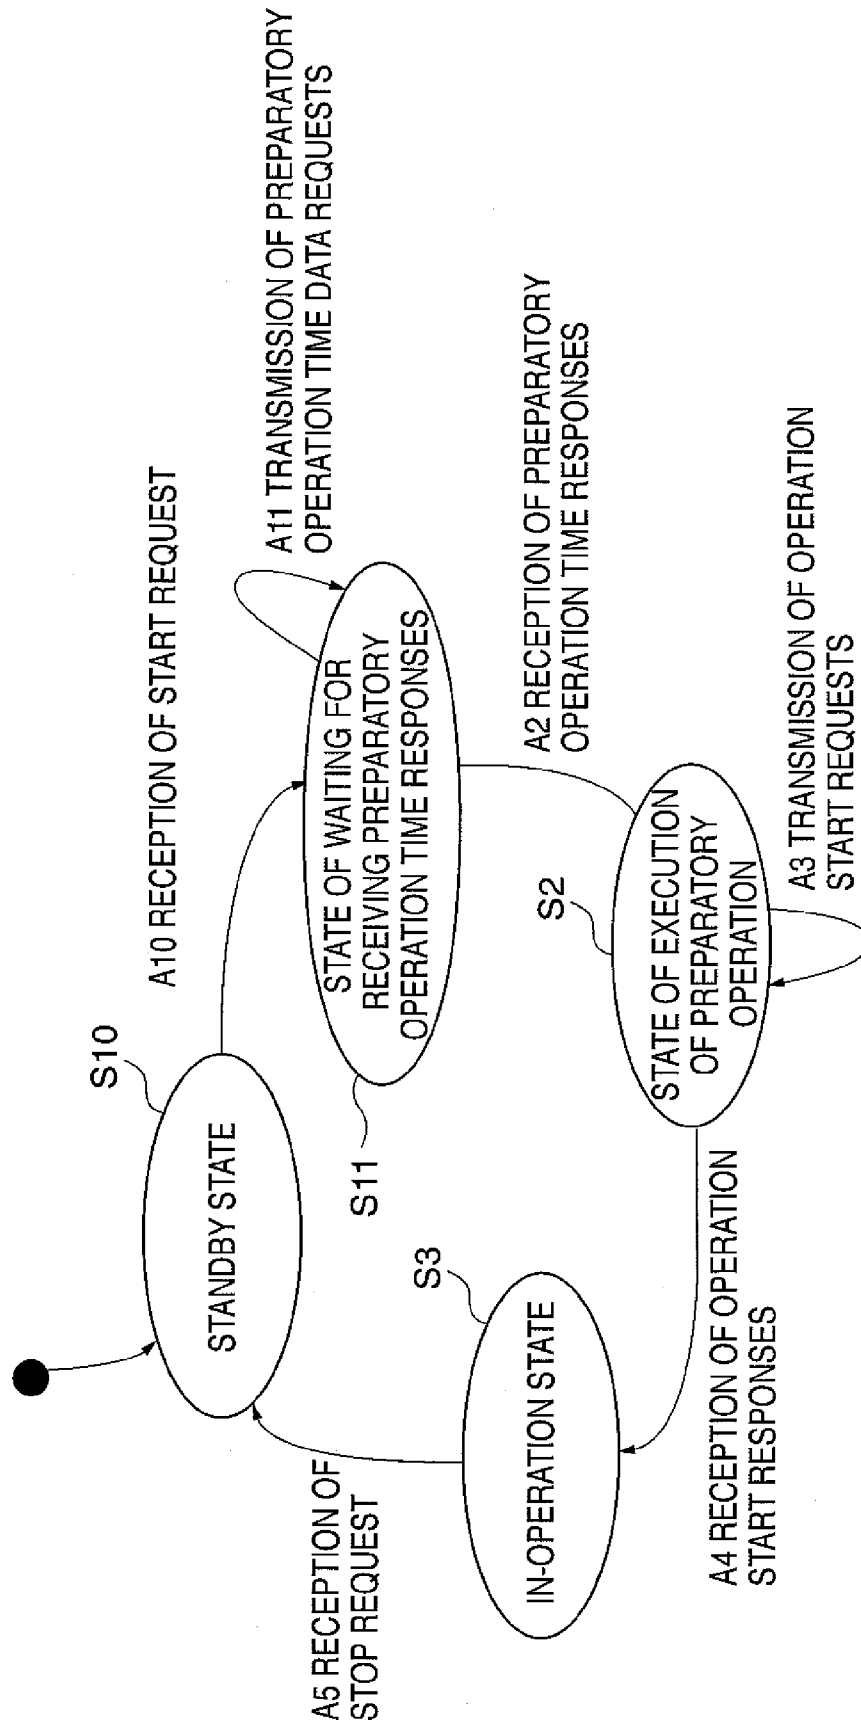 S10
STANDBY STATE
A10 RECEPTION OF START REQUEST
A11 TRANSMISSION OF PREPARATORY
OPERATION TIME DATA REQUESTS
S11
STATE OF WAITING FOR
RECEIVING PREPARATORY
OPERATION TIME RESPONSES
A5 RECEPTION OF
STOP REQUEST
S3
IN-OPERATION STATE
A2 RECEPTION OF PREPARATORY
OPERATION TIME RESPONSES
S2
STATE OF EXECUTION
OF PREPARATORY
OPERATION
A4 RECEPTION OF OPERATION
START RESPONSES
A3 TRANSMISSION OF OPERATION
START REQUESTS